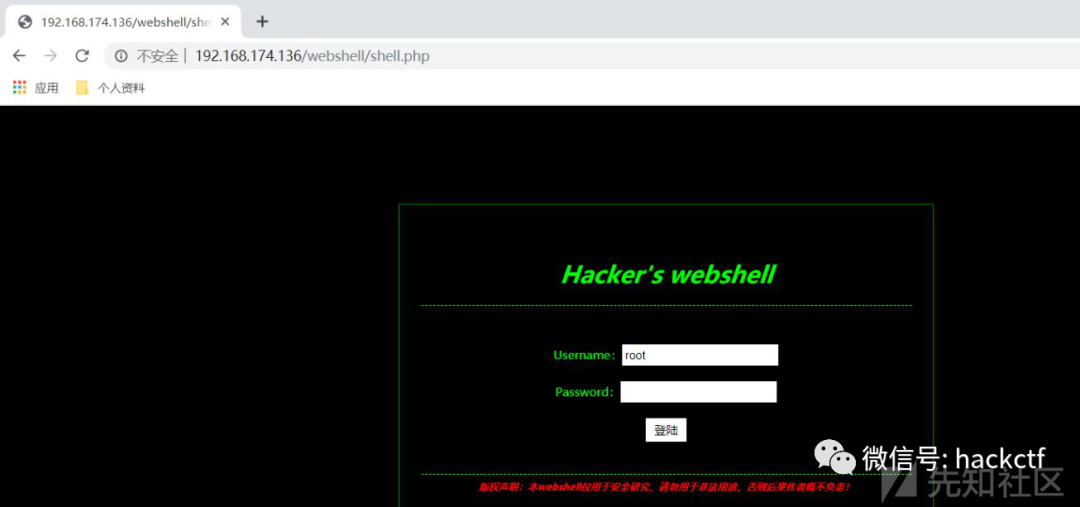 192.168.174.136/webshell/she
不安全 | 192.168.174.136/webshell/shell.php
应用 个人资料
Hacker's webshell
Username: root
Password:
登陆
版权声明：本webshell仅用于安全研究，请勿用于非法用途，否则后果作者概不负责！
微信号: hackctf
先知社区